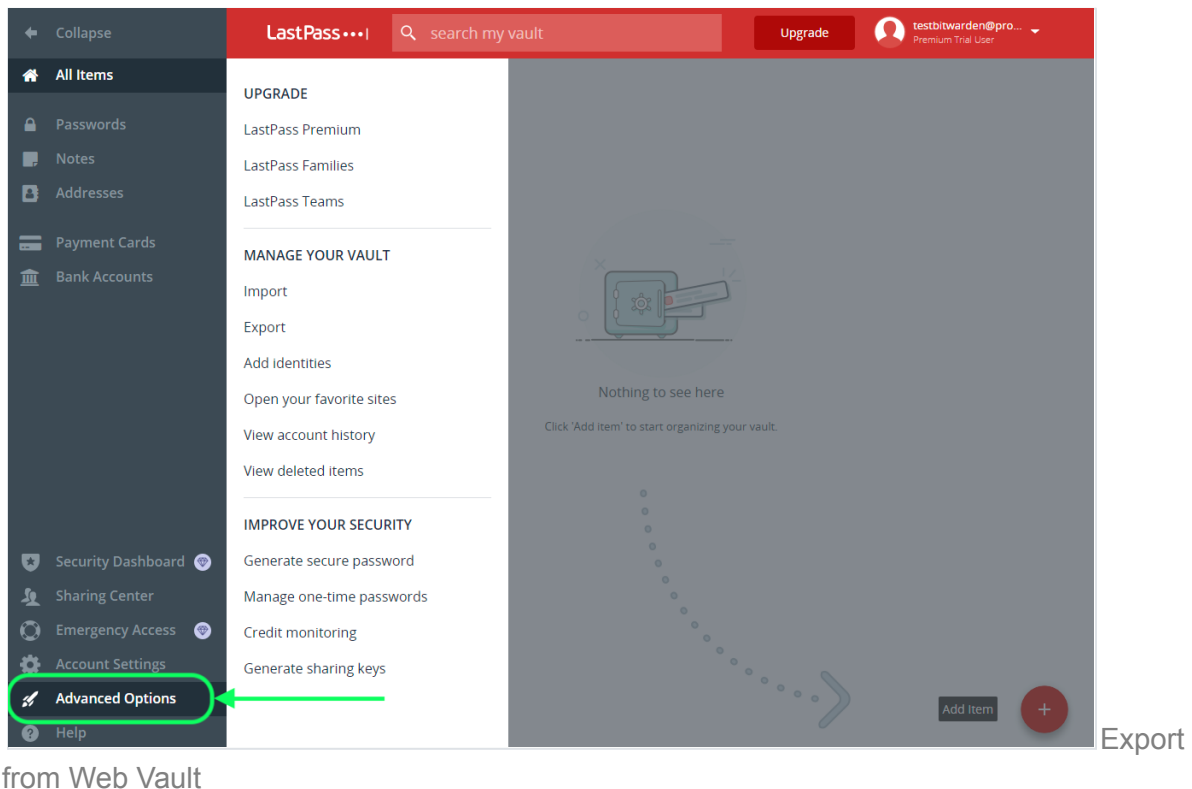 Collapse
LastPass
search my vault
Upgrade
testbitwarden@pro...
Premium Trial User
All Items
Passwords
Notes
Addresses
Payment Cards
Bank Accounts
Security Dashboard
Sharing Center
Emergency Access
Account Settings
Advanced Options
Help
UPGRADE
LastPass Premium
LastPass Families
LastPass Teams
MANAGE YOUR VAULT
Import
Export
Add identities
Open your favorite sites
View account history
View deleted items
IMPROVE YOUR SECURITY
Generate secure password
Manage one-time passwords
Credit monitoring
Generate sharing keys
Nothing to see here
Click 'Add item' to start organizing your vault.
Add Item
Export
from Web Vault